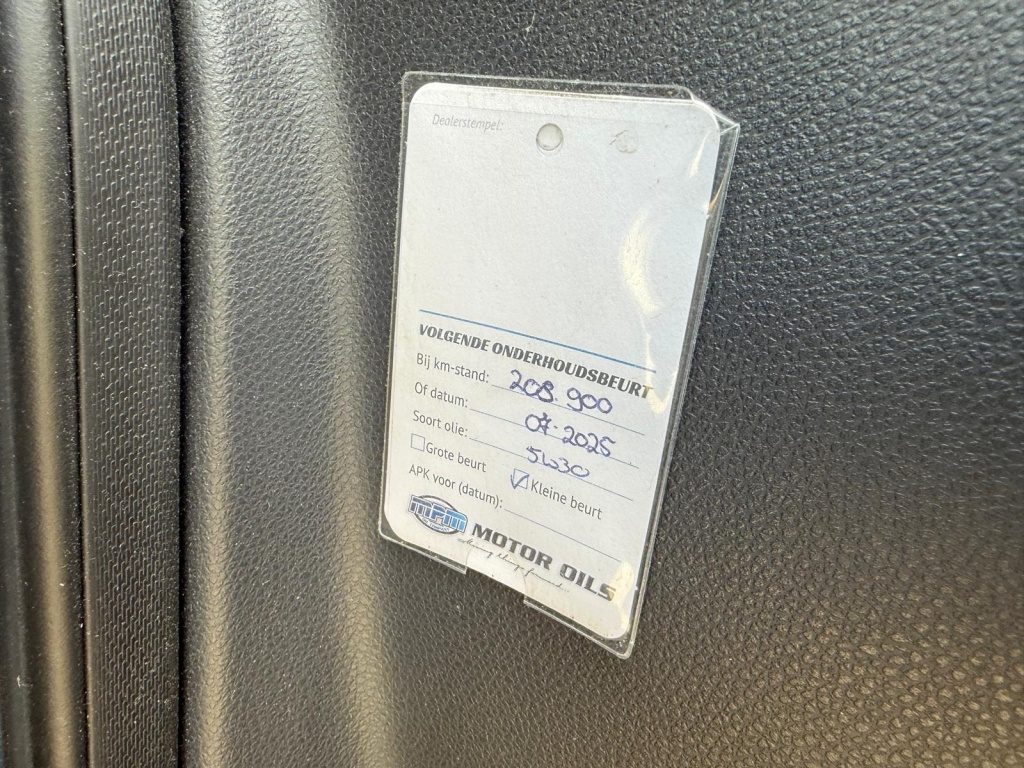 Dealerstempel:
VOLGENDE ONDERHOUDSBEURT
Bij km-stand: 208.900
Of datum: 07-2025
Soort olie: 5W30
Grote beurt Kleine beurt
APK voor (datum):
MPM
MOTOR OILS